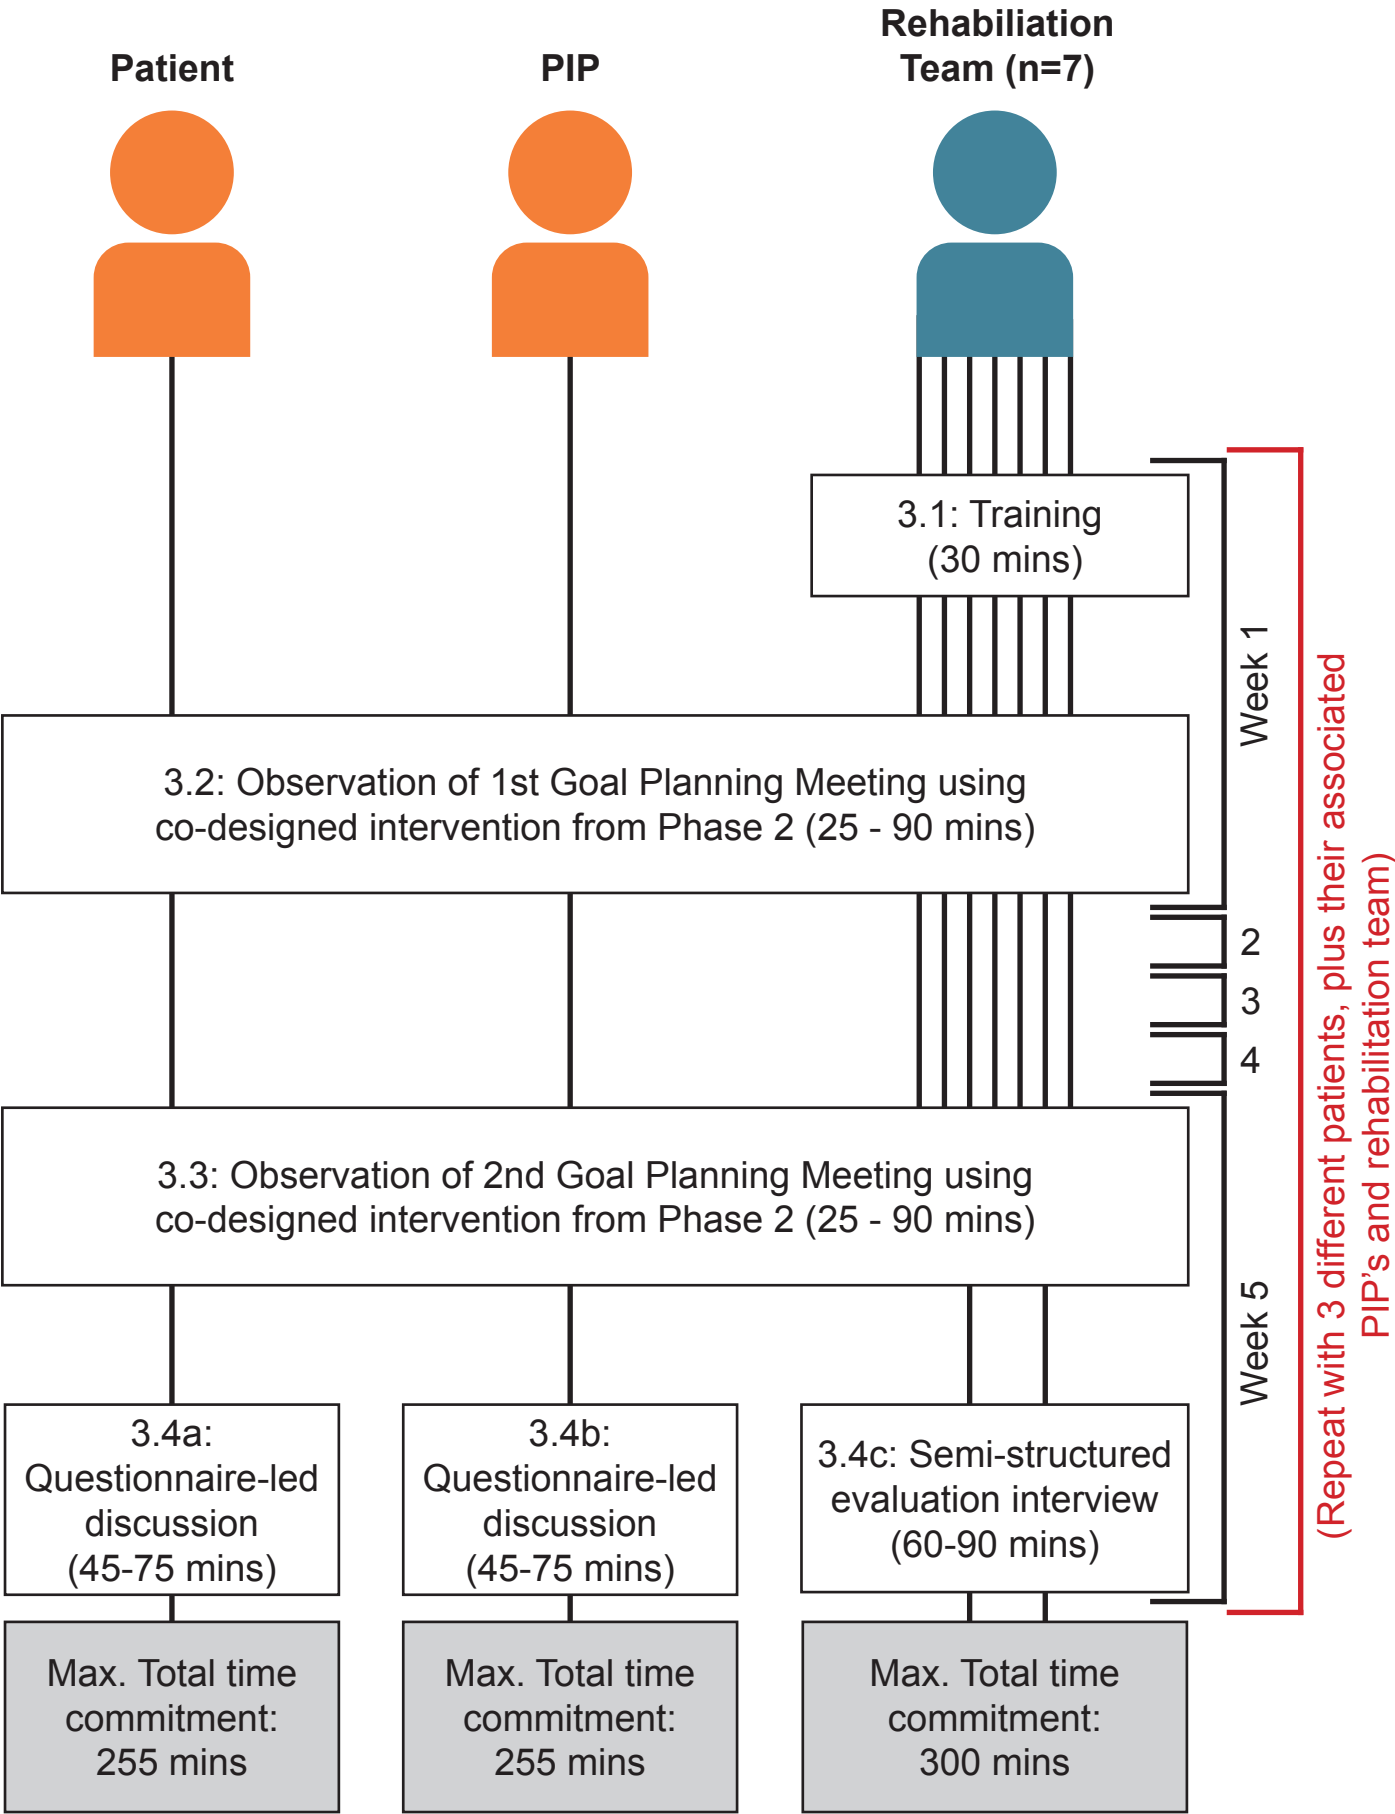 Patient
PIP
Rehabiliation
Team (n=7)
3.1: Training
(30 mins)
Week 1
3.2: Observation of 1st Goal Planning Meeting using
co-designed intervention from Phase 2 (25 - 90 mins)
2
3
4
3.3: Observation of 2nd Goal Planning Meeting using
co-designed intervention from Phase 2 (25 - 90 mins)
Week 5
(Repeat with 3 different patients, plus their associated
PIP's and rehabilitation team)
3.4a:
Questionnaire-led
discussion
(45-75 mins)
3.4b:
Questionnaire-led
discussion
(45-75 mins)
3.4c: Semi-structured
evaluation interview
(60-90 mins)
Max. Total time
commitment:
255 mins
Max. Total time
commitment:
255 mins
Max. Total time
commitment:
300 mins